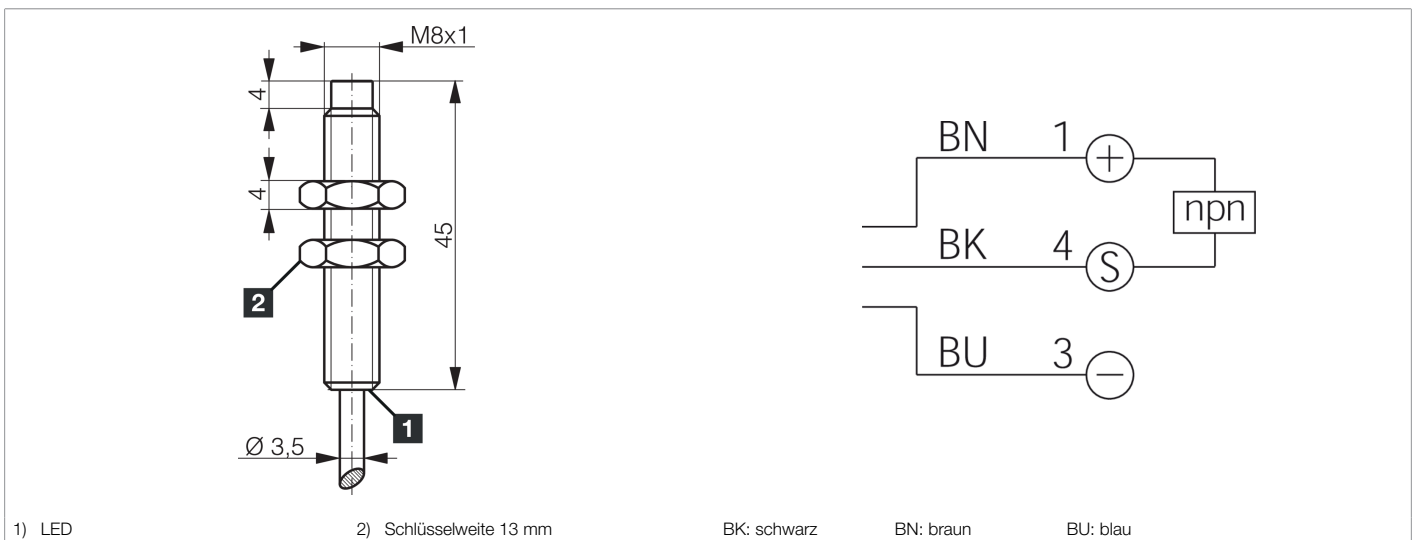 M8x1
4
4
45
2
1
Ø 3,5
BN 1 +
npn
BK 4 S
BU 3 −
1) LED 2) Schlüsselweite 13 mm BK: schwarz BN: braun BU: blau